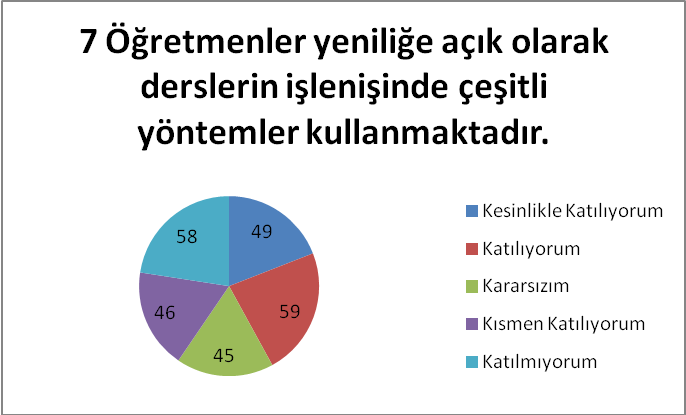 7 Öğretmenler yeniliğe açık olarak
derslerin işlenişinde çeşitli
yöntemler kullanmaktadır.
49
59
45
46
58
Kesinlikle Katılıyorum
Katılıyorum
Kararsızım
Kısmen Katılıyorum
Katılmıyorum